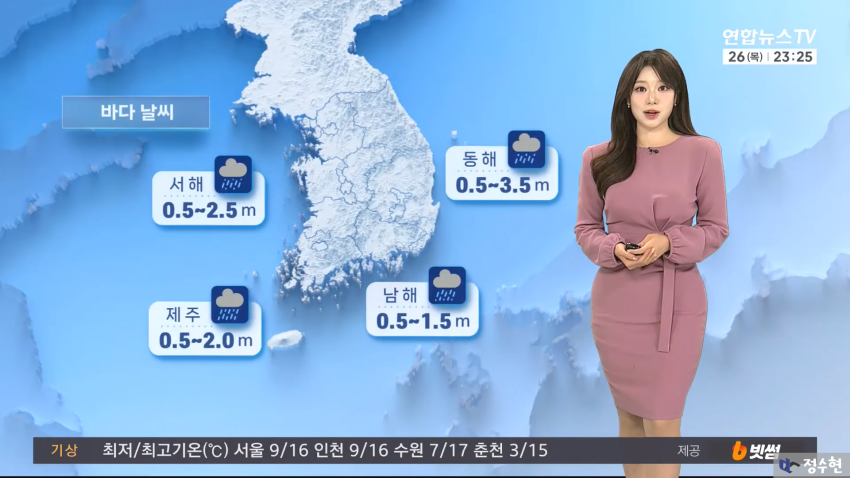 연합뉴스TV
26(목) 23:25
바다 날씨
서해
0.5~2.5 m
동해
0.5~3.5 m
제주
0.5~2.0 m
남해
0.5~1.5 m
기상 최저/최고기온(℃) 서울 9/16 인천 9/16 수원 7/17 춘천 3/15 제공 빗썸
정수현